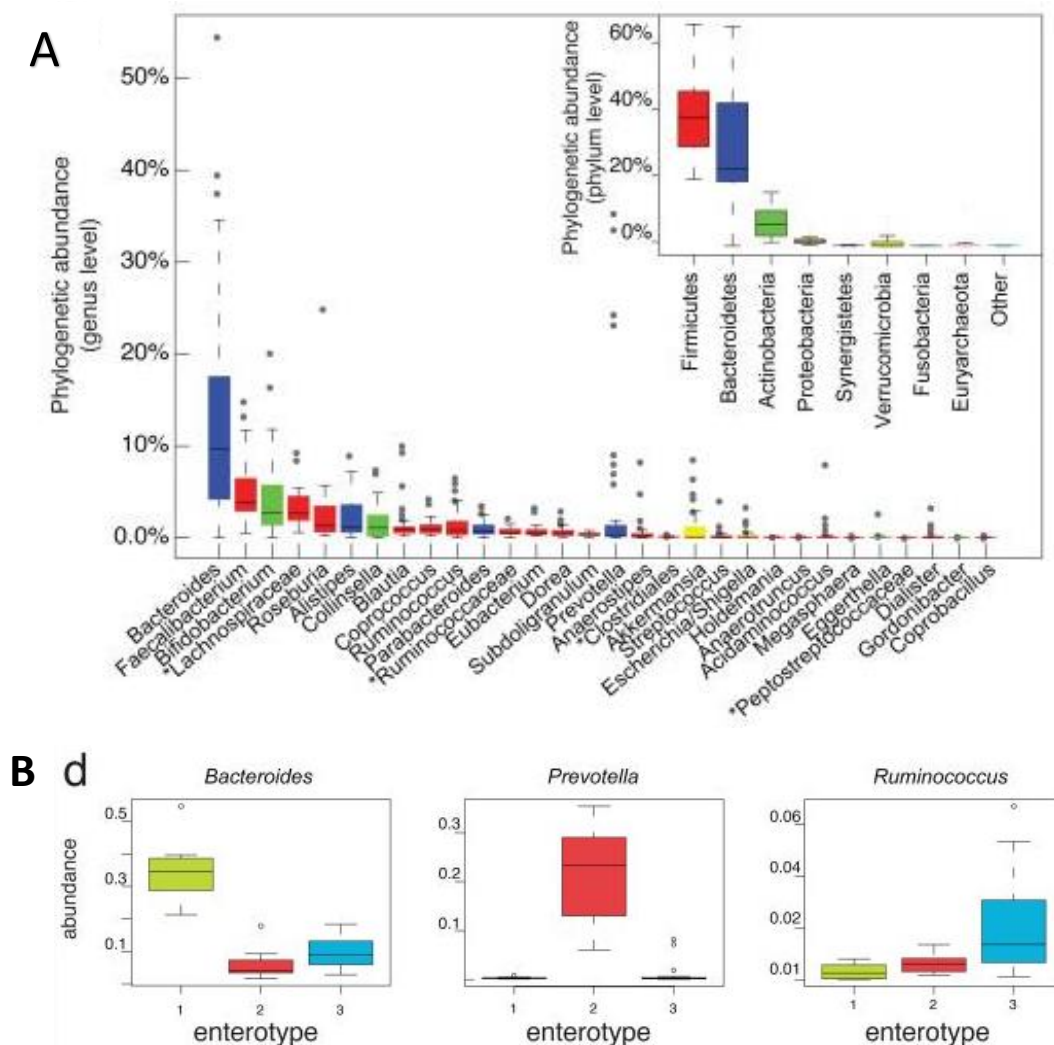 A
Phylogenetic abundance
(genus level)
50%
40%
30%
20%
10%
0.0%
Bacteroides
Faecalibacterium
Bifidobacterium
*Lachnospiraceae
Roseburia
Alistipes
Collinsella
Blautia
Coprococcus
Ruminococcus
Parabacteroides
*Ruminococcaceae
Eubacterium
Dorea
Subdoligranulum
Prevotella
Anaerostipes
*Clostridiales
Akkermansia
Streptococcus
Escherichia/Shigella
Holdemania
Anaerotruncus
Acidaminococcus
Megasphaera
Eggerthella
*Peptostreptococcaceae
Dialister
Gordonibacter
Coprobacillus
Phylogenetic abundance
(phylum level)
60%
40%
20%
0%
Firmicutes
Bacteroidetes
Actinobacteria
Proteobacteria
Synergistetes
Verrucomicrobia
Fusobacteria
Euryarchaeota
Other
B d
Bacteroides
abundance
0.5
0.3
0.1
1 2 3
enterotype
Prevotella
0.3
0.2
0.1
1 2 3
enterotype
Ruminococcus
0.06
0.04
0.02
0.01
1 2 3
enterotype